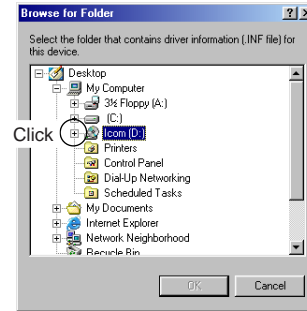 Browse for Folder
Select the folder that contains driver information (.INF file) for
this device.
Desktop
My Computer
3½ Floppy (A:)
(C:)
Click
Icom (D:)
Printers
Control Panel
Dial-Up Networking
Scheduled Tasks
My Documents
Internet Explorer
Network Neighborhood
Recycle Bin
OK
Cancel